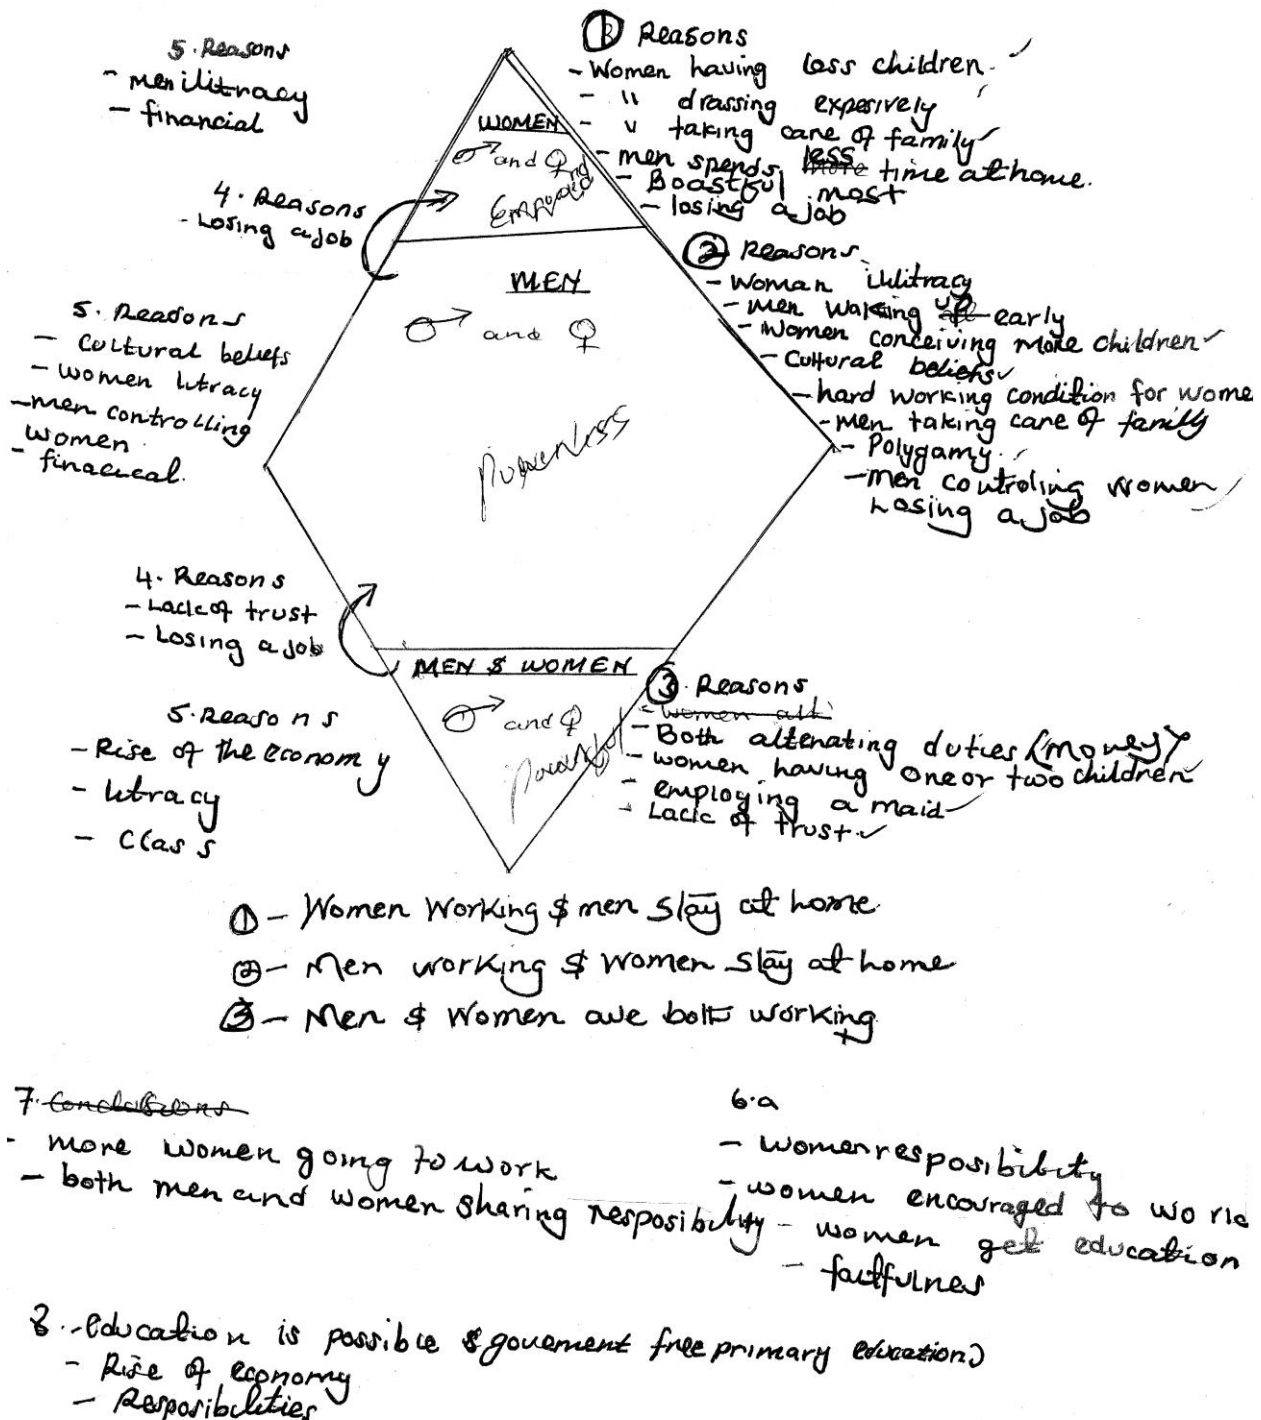 5. Reasons
- men ilitracy
- financial
① Reasons
- Women having less children
- " drassing expesively
- " taking care of family
- men spends less more time at home.
- Boastful most
- losing a job
WOMEN
♂ and ♀
4. Reasons
- Losing a job
② Reasons
- Woman illitracy
- Men waking up early
- Women conceiving more children
- Cultural beliefs
- hard working condition for wome
- men taking care of family
- Polygamy
- Men controling women
Losing a job
MEN
♂ and ♀
powerless
5. Reasons
- Cultural beliefs
- women litracy
- men controlling
women
- finacical.
4. Reasons
- Lack of trust
- Losing a job
MEN $ WOMEN
♂ and ♀
powerful
③. Reasons
- Both altenating duties (money)
- women having one or two children
- employing a maid
- Lack of trust
5. Reasons
- Rise of the economy
- litracy
- Class
① - Women Working $ men stay at home
② - Men working $ Women stay at home
③ - Men $ Women are both working
7. Conclusions
- more women going to work
- both men and women sharing resposibility
6.a
- women resposibility
- women encouraged to work
- women get education
- faitfulnes
8. - education is possible $ goverment free primary education)
- Rise of economy
- Resposibilities